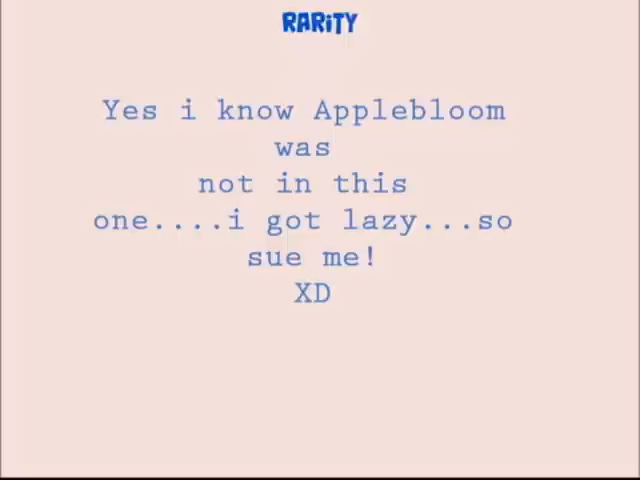 RARiTY
Yes i know Applebloom
was
not in this
one....i got lazy...so
sue me!
XD